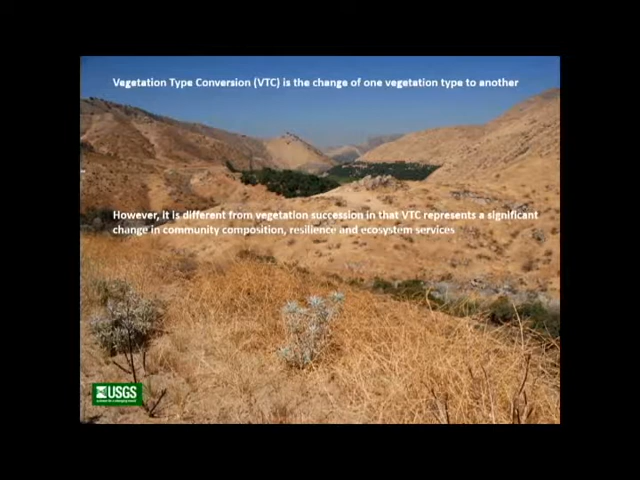 Vegetation Type Conversion (VTC) is the change of one vegetation type to another
However, it is different from vegetation succession in that VTC represents a significant
change in community composition, resilience and ecosystem services
USGS